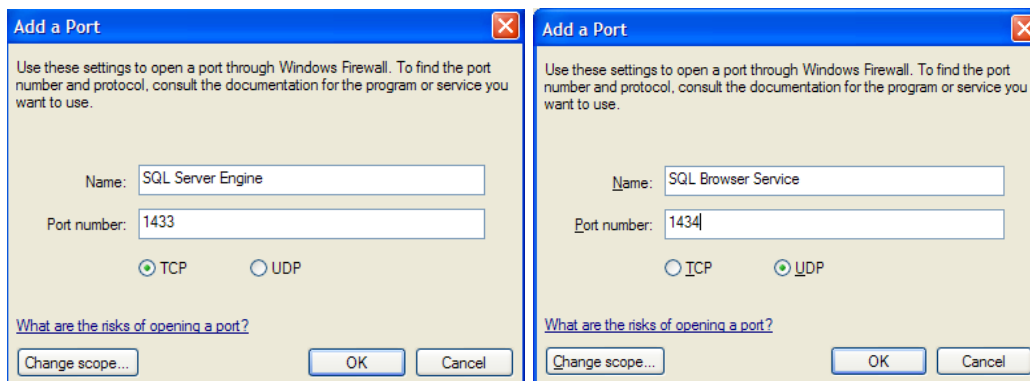 Add a Port
Use these settings to open a port through Windows Firewall. To find the port
number and protocol, consult the documentation for the program or service you
want to use.
Name: SQL Server Engine
Port number: 1433
TCP UDP
What are the risks of opening a port?
Change scope... OK Cancel
Add a Port
Use these settings to open a port through Windows Firewall. To find the port
number and protocol, consult the documentation for the program or service you
want to use.
Name: SQL Browser Service
Port number: 1434
TCP UDP
What are the risks of opening a port?
Change scope... OK Cancel